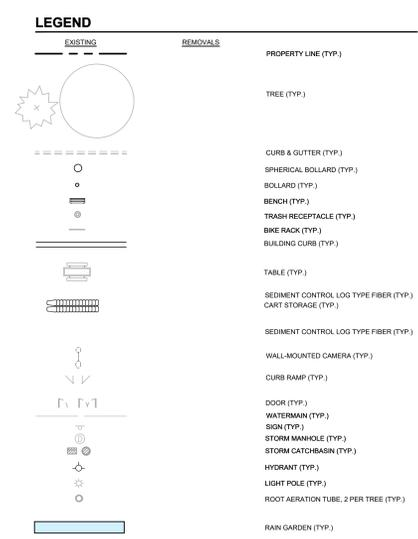 LEGEND
EXISTING REMOVALS
PROPERTY LINE (TYP.)
TREE (TYP.)
CURB & GUTTER (TYP.)
SPHERICAL BOLLARD (TYP.)
BOLLARD (TYP.)
BENCH (TYP.)
TRASH RECEPTACLE (TYP.)
BIKE RACK (TYP.)
BUILDING CURB (TYP.)
TABLE (TYP.)
SEDIMENT CONTROL LOG TYPE FIBER (TYP.)
CART STORAGE (TYP.)
SEDIMENT CONTROL LOG TYPE FIBER (TYP.)
WALL-MOUNTED CAMERA (TYP.)
CURB RAMP (TYP.)
DOOR (TYP.)
WATERMAIN (TYP.)
SIGN (TYP.)
D STORM MANHOLE (TYP.)
STORM CATCHBASIN (TYP.)
HYDRANT (TYP.)
LIGHT POLE (TYP.)
ROOT AERATION TUBE, 2 PER TREE (TYP.)
RAIN GARDEN (TYP.)